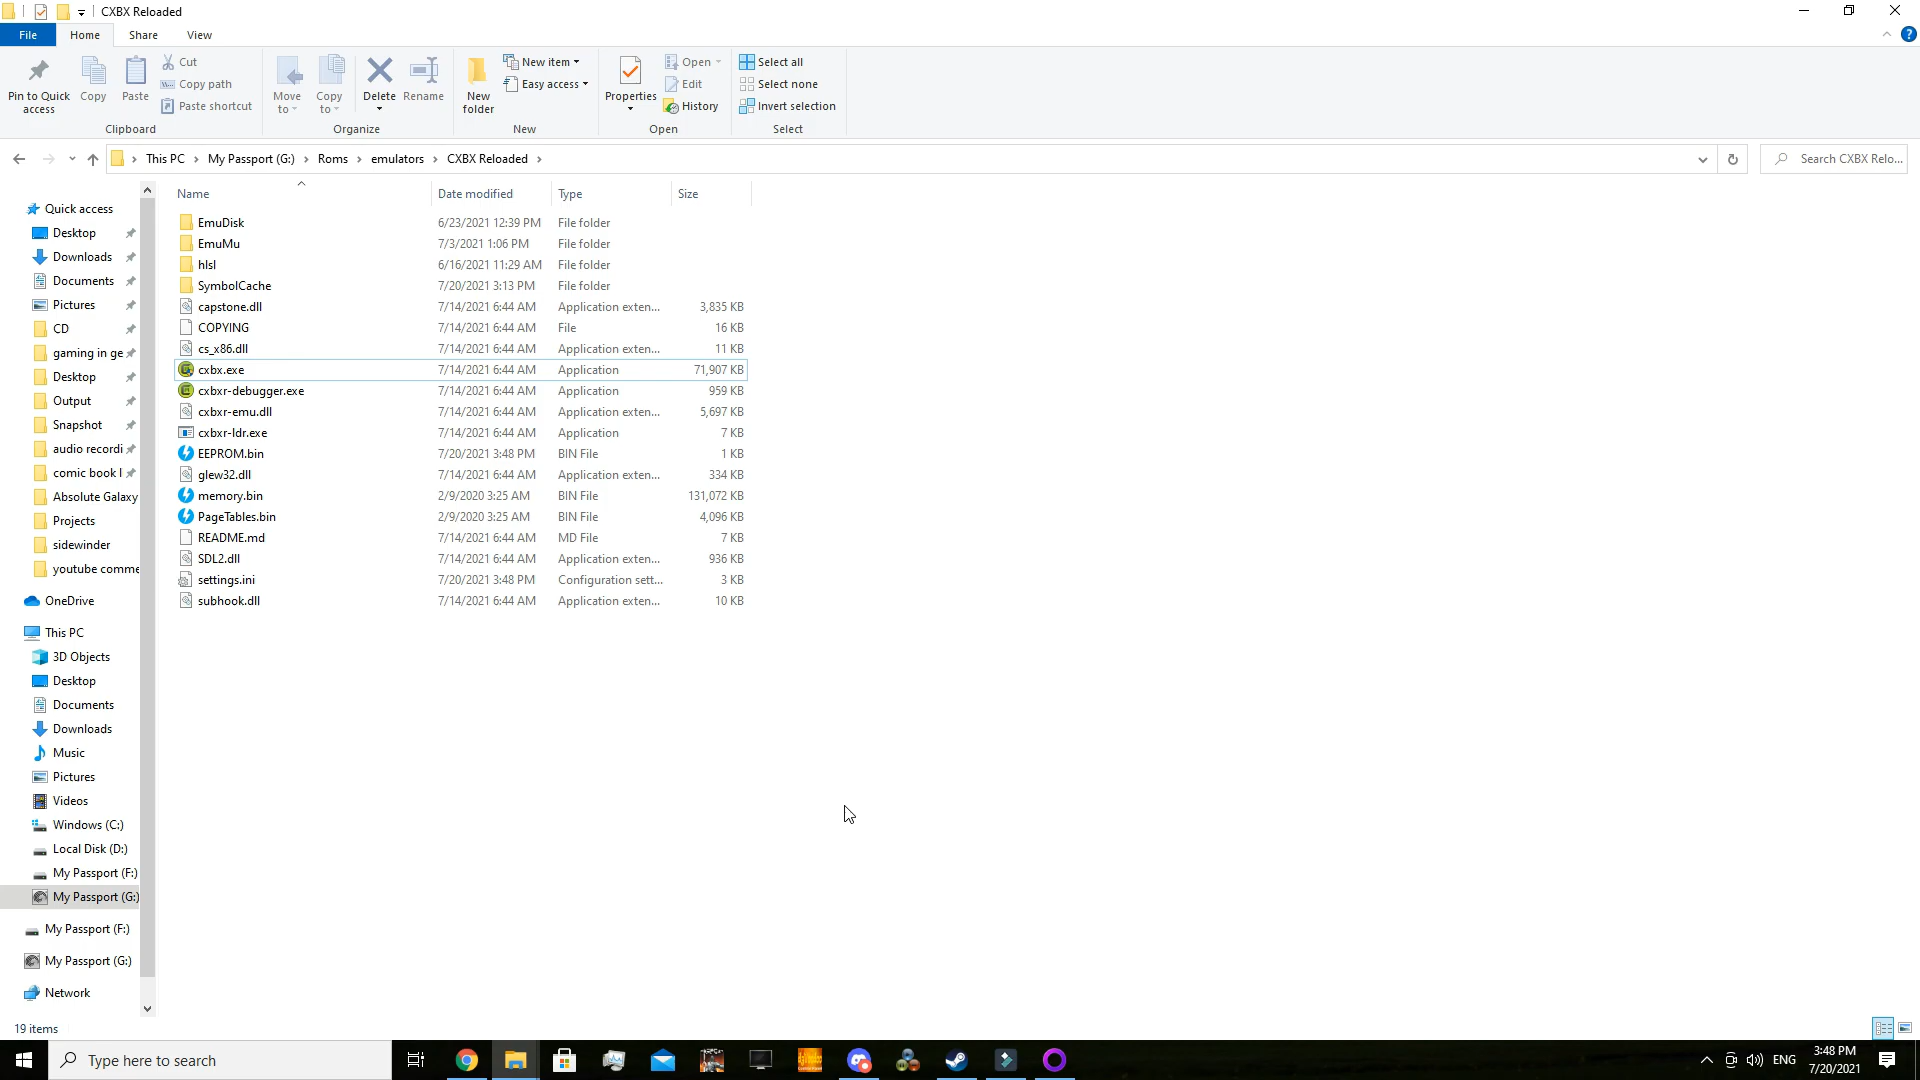 CXBX Reloaded
File
Home
Share
View
Pin to Quick access
Copy
Paste
Cut
Copy path
Paste shortcut
Clipboard
Move to
Copy to
Delete
Rename
Organize
New folder
New item
Easy access
New
Properties
Open
Edit
History
Open
Select all
Select none
Invert selection
Select
This PC > My Passport (G:) > Roms > emulators > CXBX Reloaded >
Search CXBX Relo...
Name Date modified Type Size
EmuDisk 6/23/2021 12:39 PM File folder
EmuMu 7/3/2021 1:06 PM File folder
hlsl 6/16/2021 11:29 AM File folder
SymbolCache 7/20/2021 3:13 PM File folder
capstone.dll 7/14/2021 6:44 AM Application exten... 3,835 KB
COPYING 7/14/2021 6:44 AM File 16 KB
cs_x86.dll 7/14/2021 6:44 AM Application exten... 11 KB
cxbx.exe 7/14/2021 6:44 AM Application 71,907 KB
cxbxr-debugger.exe 7/14/2021 6:44 AM Application 959 KB
cxbxr-emu.dll 7/14/2021 6:44 AM Application exten... 5,697 KB
cxbxr-ldr.exe 7/14/2021 6:44 AM Application 7 KB
EEPROM.bin 7/20/2021 3:48 PM BIN File 1 KB
glew32.dll 7/14/2021 6:44 AM Application exten... 334 KB
memory.bin 2/9/2020 3:25 AM BIN File 131,072 KB
PageTables.bin 2/9/2020 3:25 AM BIN File 4,096 KB
README.md 7/14/2021 6:44 AM MD File 7 KB
SDL2.dll 7/14/2021 6:44 AM Application exten... 936 KB
settings.ini 7/20/2021 3:48 PM Configuration sett... 3 KB
subhook.dll 7/14/2021 6:44 AM Application exten... 10 KB
Quick access
Desktop
Downloads
Documents
Pictures
CD
gaming in ge
Desktop
Output
Snapshot
audio recordi
comic book l
Absolute Galaxy
Projects
sidewinder
youtube comme
OneDrive
This PC
3D Objects
Desktop
Documents
Downloads
Music
Pictures
Videos
Windows (C:)
Local Disk (D:)
My Passport (F:)
My Passport (G:)
My Passport (F:)
My Passport (G:)
Network
19 items
Type here to search
ENG
3:48 PM
7/20/2021